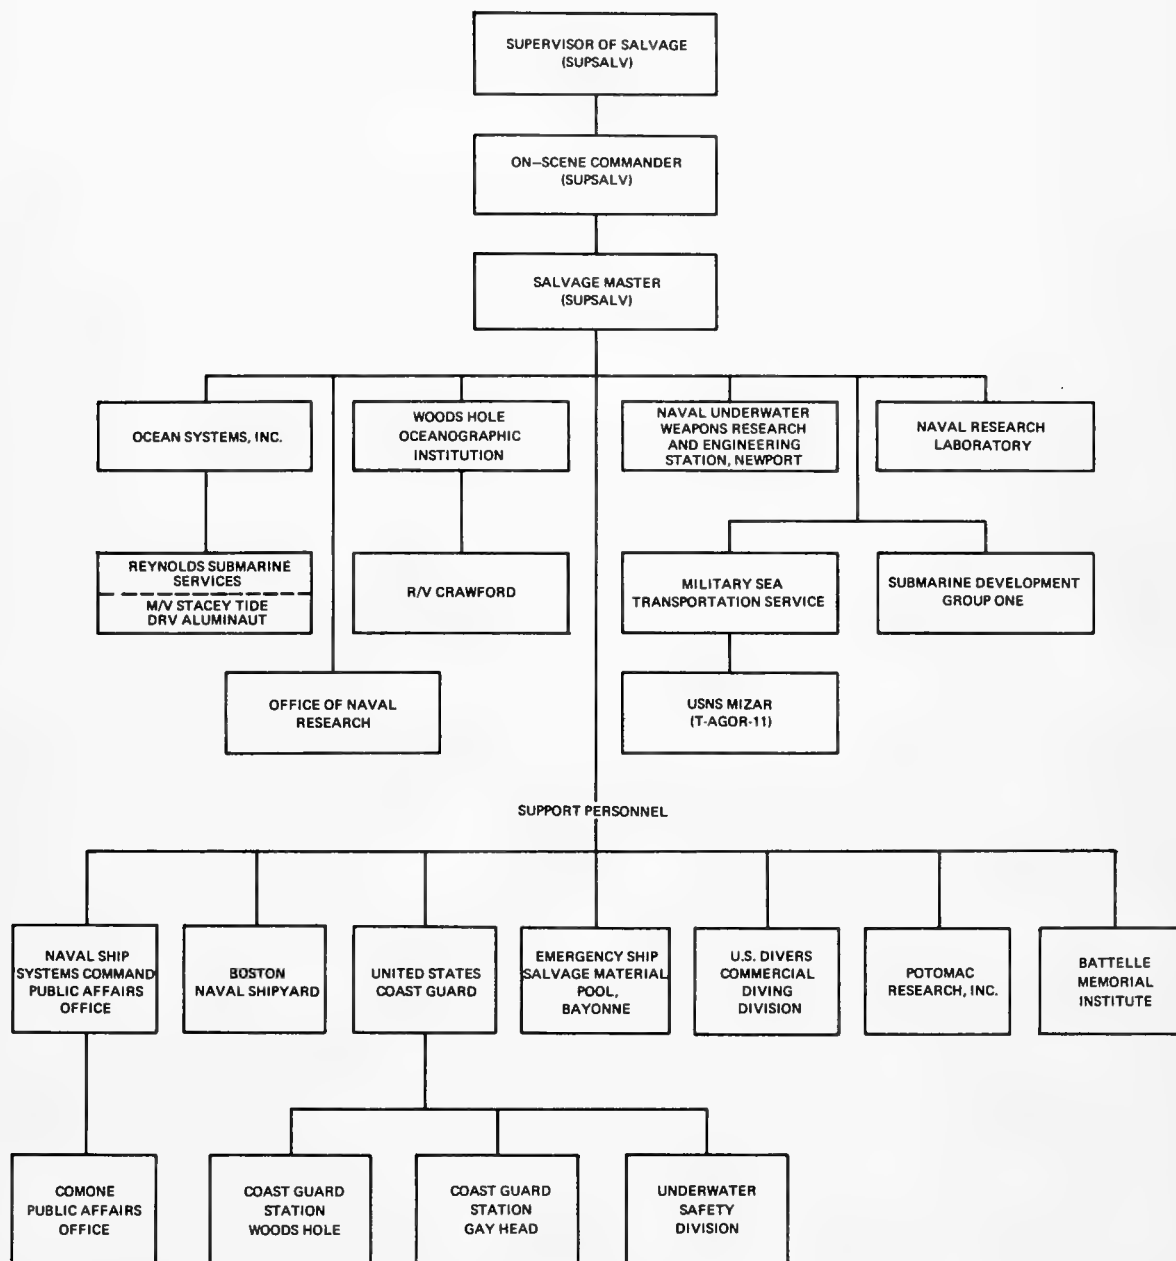 SUPERVISOR OF SALVAGE
(SUPSALV)
ON–SCENE COMMANDER
(SUPSALV)
SALVAGE MASTER
(SUPSALV)
OCEAN SYSTEMS, INC.
WOODS HOLE
OCEANOGRAPHIC
INSTITUTION
NAVAL UNDERWATER
WEAPONS RESEARCH
AND ENGINEERING
STATION, NEWPORT
NAVAL RESEARCH
LABORATORY
REYNOLDS SUBMARINE
SERVICES
M/V STACEY TIDE
DRV ALUMINAUT
R/V CRAWFORD
MILITARY SEA
TRANSPORTATION SERVICE
SUBMARINE DEVELOPMENT
GROUP ONE
OFFICE OF NAVAL
RESEARCH
USNS MIZAR
(T-AGOR-11)
SUPPORT PERSONNEL
NAVAL SHIP
SYSTEMS COMMAND
PUBLIC AFFAIRS
OFFICE
BOSTON
NAVAL SHIPYARD
UNITED STATES
COAST GUARD
EMERGENCY SHIP
SALVAGE MATERIAL
POOL,
BAYONNE
U.S. DIVERS
COMMERCIAL
DIVING
DIVISION
POTOMAC
RESEARCH, INC.
BATTELLE
MEMORIAL
INSTITUTE
COMONE
PUBLIC AFFAIRS
OFFICE
COAST GUARD
STATION
WOODS HOLE
COAST GUARD
STATION
GAY HEAD
UNDERWATER
SAFETY
DIVISION